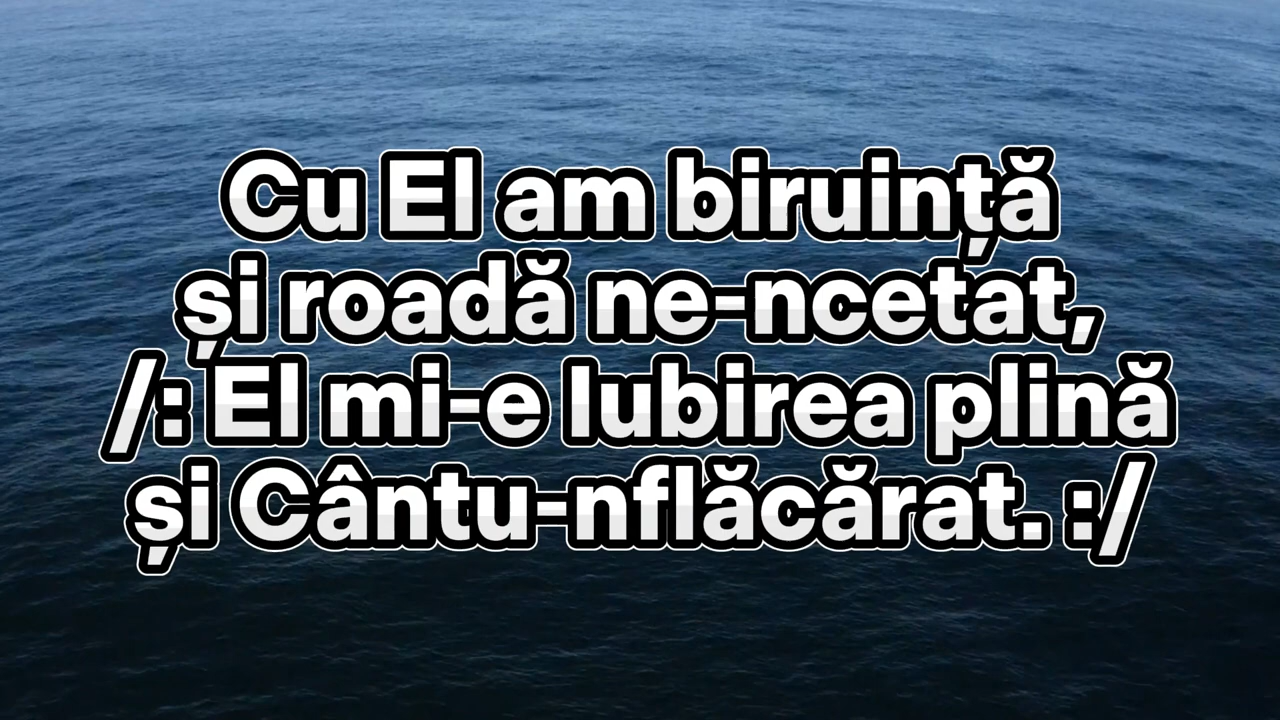 Cu El am biruință
și roadă ne-ncetat,
/: El mi-e Iubirea plină
și Cântu-nflăcărat. :/